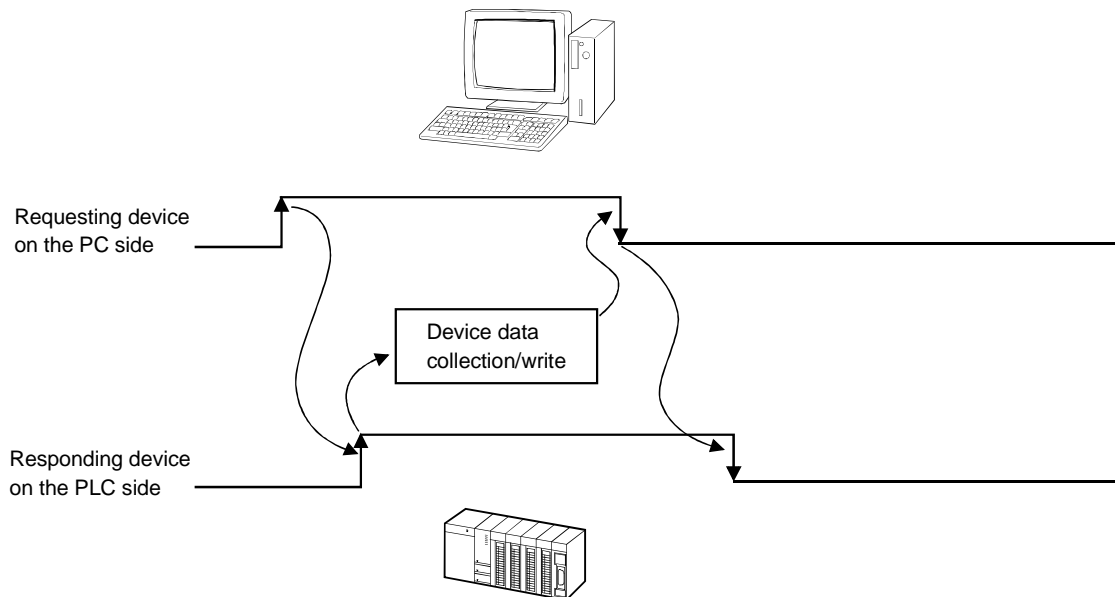 Requesting device
on the PC side
Device data
collection/write
Responding device
on the PLC side